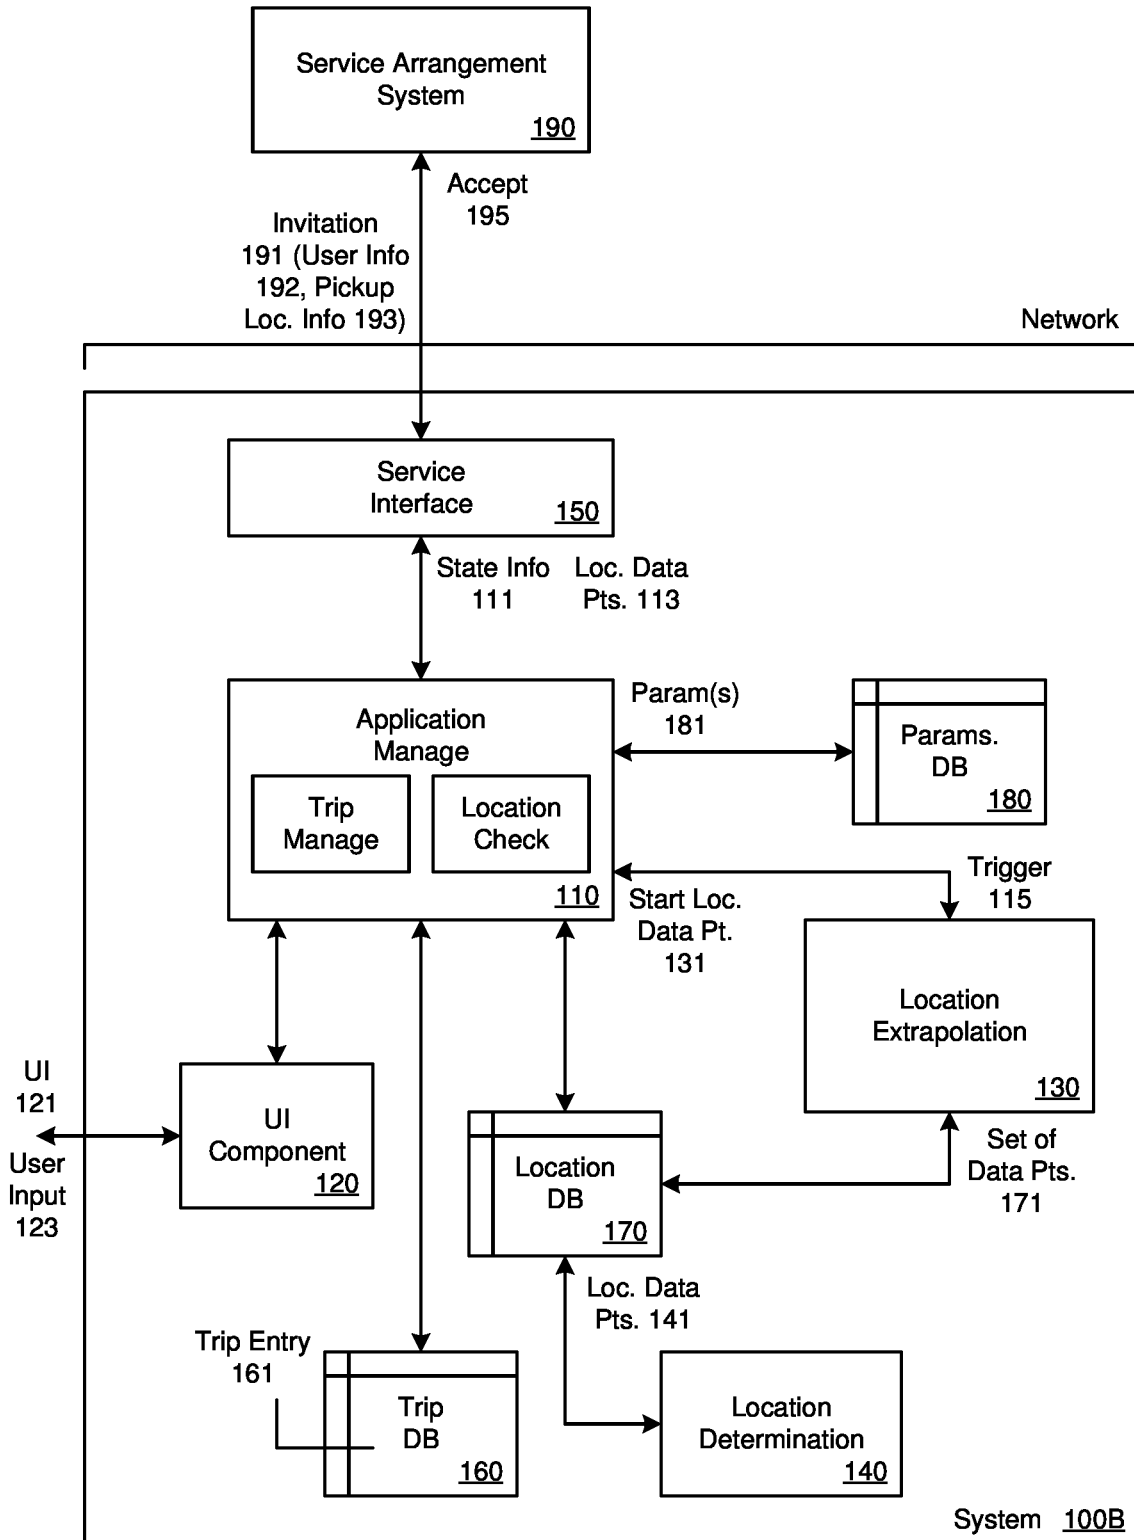 Service Arrangement
System
190
Accept
195
Invitation
191 (User Info
192, Pickup
Loc. Info 193)
Network
Service
Interface
150
State Info
111
Loc. Data
Pts. 113
Application
Manage
Trip
Manage
Location
Check
110
Param(s)
181
Params.
DB
180
Trigger
115
Start Loc.
Data Pt.
131
Location
Extrapolation
130
UI
121
User
Input
123
UI
Component
120
Location
DB
170
Set of
Data Pts.
171
Loc. Data
Pts. 141
Trip Entry
161
Trip
DB
160
Location
Determination
140
System 100B